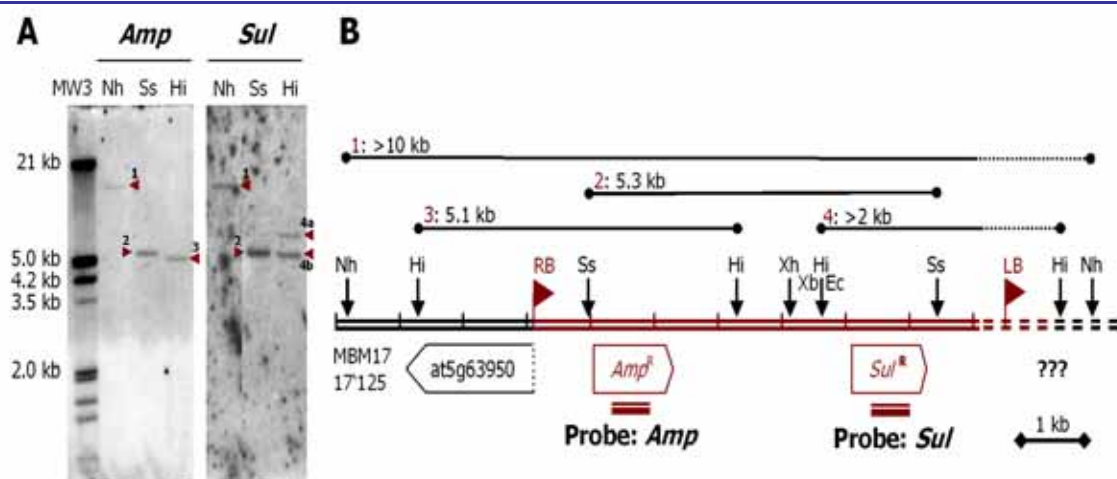 A
Amp
Sul
MW3 Nh Ss Hi
Nh Ss Hi
21 kb
5.0 kb
4.2 kb
3.5 kb
2.0 kb
1
2
3
1
2
4a
4b
B
1: >10 kb
2: 5.3 kb
3: 5.1 kb
4: >2 kb
Nh Hi RB Ss Hi Xh Hi Ss LB Hi Nh
Xb Ec
MBM17
17'125
at5g63950
Amp^R
Sul^R
???
Probe: Amp
Probe: Sul
1 kb